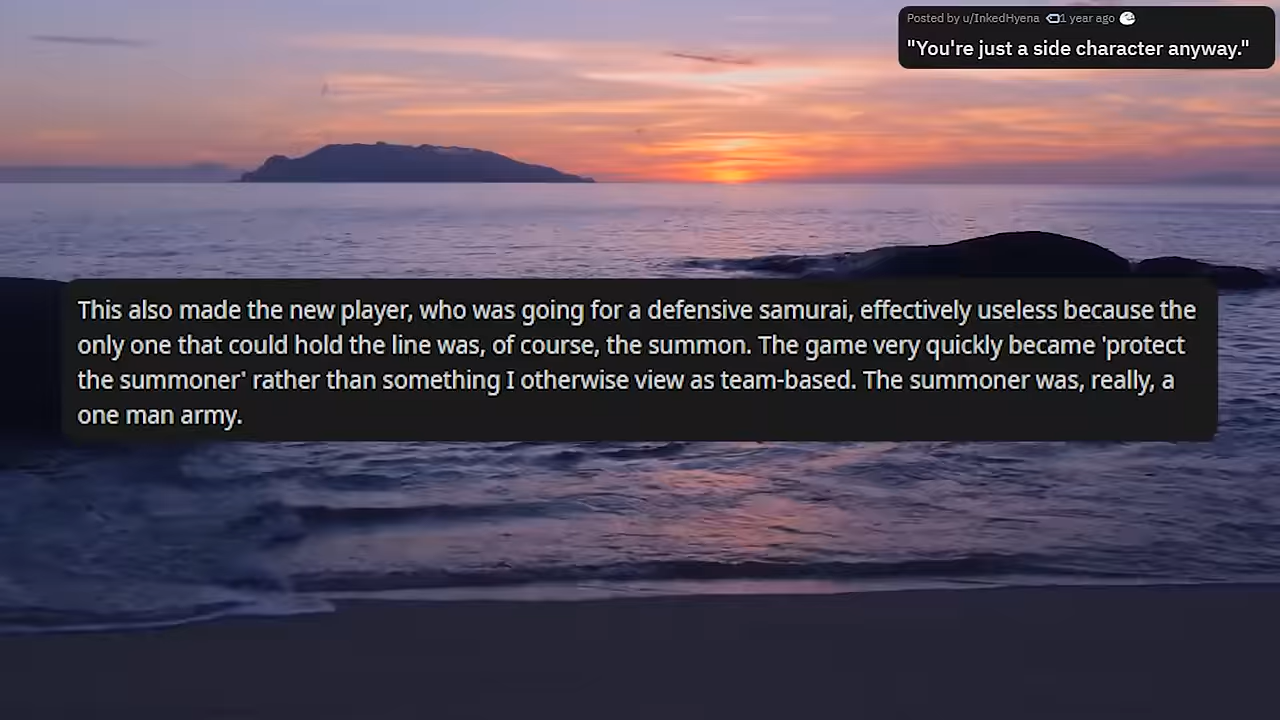 Posted by u/InkedHyena 1 year ago
"You're just a side character anyway."
This also made the new player, who was going for a defensive samurai, effectively useless because the
only one that could hold the line was, of course, the summon. The game very quickly became 'protect
the summoner' rather than something I otherwise view as team-based. The summoner was, really, a
one man army.